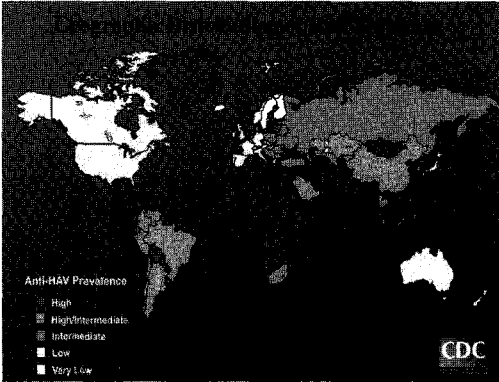 Anti-HAV Prevalence
High
High/Intermediate
Intermediate
Low
Very Low
CDC